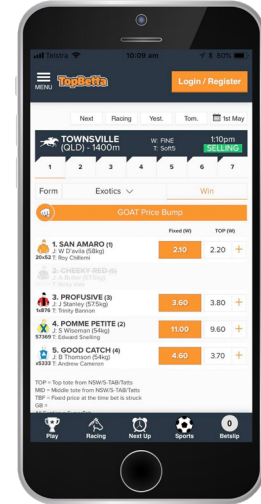 Telstra 10:09 am 80%
MENU TopBetta Login / Register
Next Racing Yest. Tom. 1st May
TOWNSVILLE W: FINE 1:10pm
(QLD) - 1400m T: Soft5 SELLING
1 2 3 4 5 6 7
Form Exotics Win
GOAT Price Bump
Fixed (W) TOP (W)
1. SAN AMARO (1)
J: W D'avila (58kg) 2.10 2.20 +
20x52 T: Roy Chillemi
2. CHEEKY RED (6)
3. PROFUSIVE (3)
J: J Stanley (57.5kg) 3.60 3.80 +
1x876 T: Trinity Bannon
4. POMME PETITE (2)
J: S Wiseman (54kg) 11.00 9.60 +
57369 T: Edward Snelling
5. GOOD CATCH (4)
J: B Thomson (54kg) 4.60 3.70 +
x5233 T: Andrew Cameron
TOP = Top tote from NSW/S-TAB/Tatts
MID = Middle tote from NSW/S-TAB/Tatts
TBF = Fixed price at the time bet is struck
GB =
0
Play Racing Next Up Sports Betslip